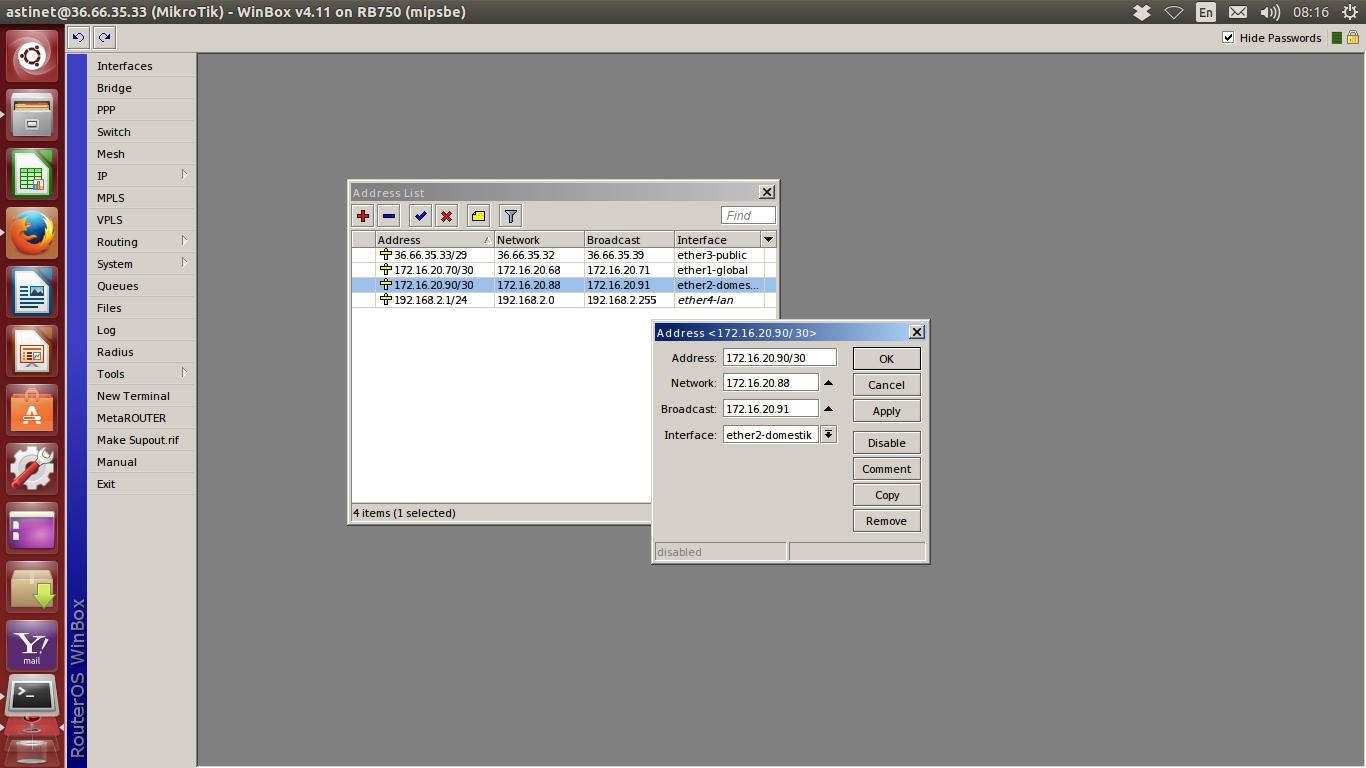 astinet@36.66.35.33 (MikroTik) - WinBox v4.11 on RB750 (mipsbe)
En
08:16
Hide Passwords
Interfaces
Bridge
PPP
Switch
Mesh
IP
MPLS
VPLS
Routing
System
Queues
Files
Log
Radius
Tools
New Terminal
MetaROUTER
Make Supout.rif
Manual
Exit
RouterOS WinBox
Y!
mail
Address List
Find
Address Network Broadcast Interface
36.66.35.33/29 36.66.35.32 36.66.35.39 ether3-public
172.16.20.70/30 172.16.20.68 172.16.20.71 ether1-global
172.16.20.90/30 172.16.20.88 172.16.20.91 ether2-domes...
192.168.2.1/24 192.168.2.0 192.168.2.255 ether4-lan
4 items (1 selected)
Address <172.16.20.90/30>
Address: 172.16.20.90/30
Network: 172.16.20.88
Broadcast: 172.16.20.91
Interface: ether2-domestik
OK
Cancel
Apply
Disable
Comment
Copy
Remove
disabled